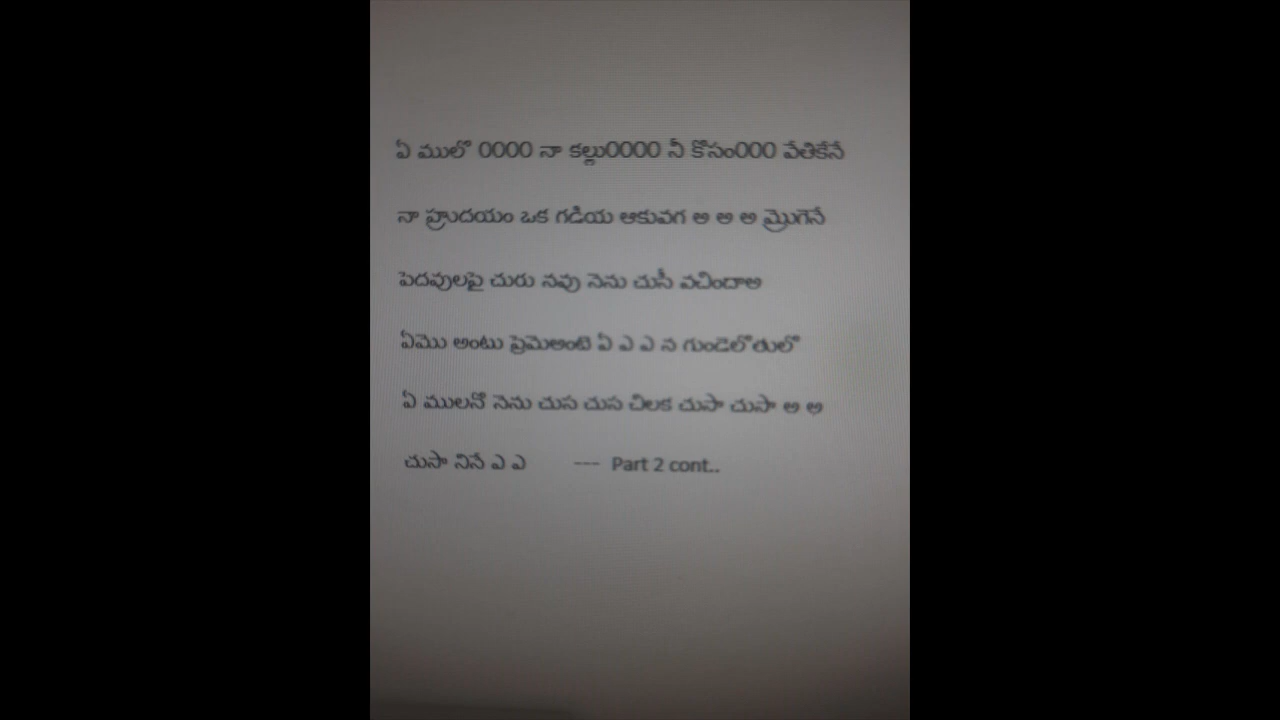 ఏ ములో 0000 నా కల్లు0000 నీ కోసం000 వేతికేనే
నా హ్రుదయం ఒక గడియ ఆకువగ అ అ అ మ్రొగెనే
పెదవులపై చురు నవు నెను చుసీ వచిందాఅ
ఏమొ అంటు ప్రెమెఅంటె ఏ ఎ ఎ న గుండెలొతులో
ఏ ములనో నెను చుస చుస చిలక చుసా చుసా అ అ
చుసా నినే ఎ ఎ --- Part 2 cont..